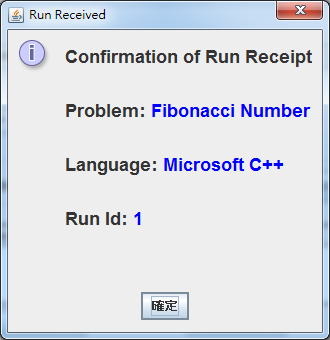 Run Received
Confirmation of Run Receipt
Problem: Fibonacci Number
Language: Microsoft C++
Run Id: 1
確定